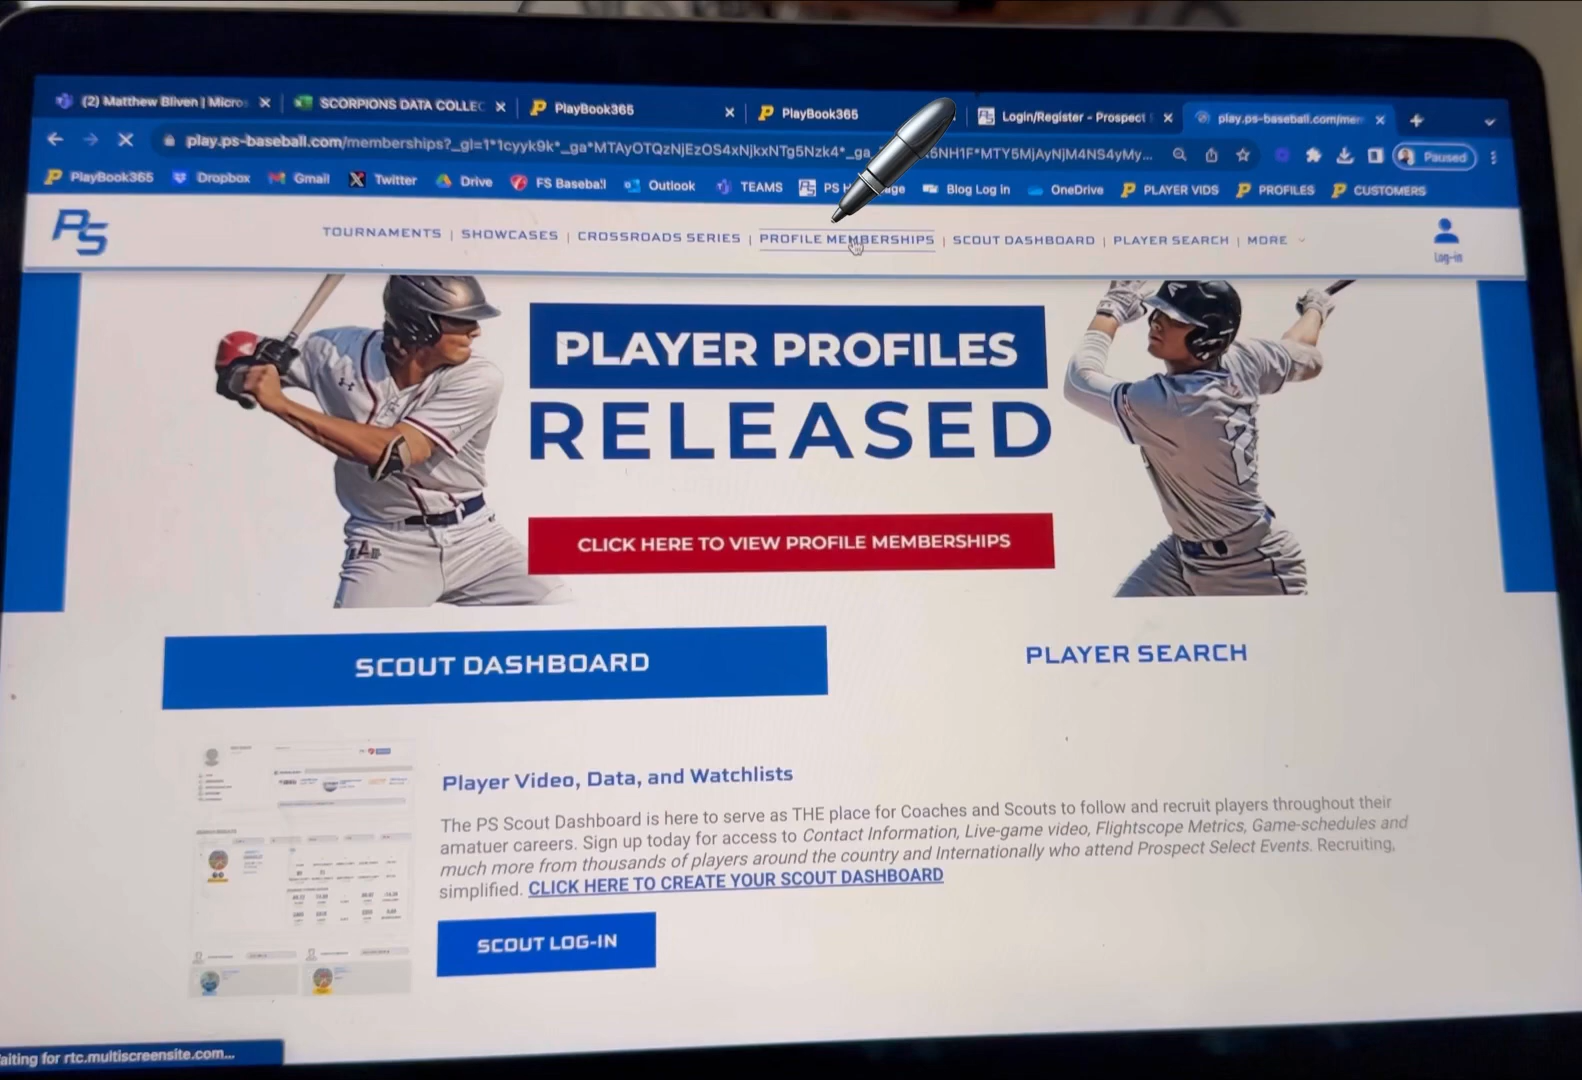 (2) Matthew Bliven | Micros
SCORPIONS DATA COLLEC
PlayBook365
PlayBook365
Login/Register - Prospect S
play.ps-baseball.com/mem
play.ps-baseball.com/memberships?_gl=1*1cyyk9k*_ga*MTAyOTQzNjEzOS4xNjkxNTg5Nzk4*_ga_
5NH1F*MTY5MjAyNjM4NS4yMy...
Paused
PlayBook365
Dropbox
Gmail
Twitter
Drive
FS Baseball
Outlook
TEAMS
PS H
ge
Blog Log in
OneDrive
PLAYER VIDS
PROFILES
CUSTOMERS
PS
TOURNAMENTS | SHOWCASES | CROSSROADS SERIES | PROFILE MEMBERSHIPS | SCOUT DASHBOARD | PLAYER SEARCH | MORE
Log-in
PLAYER PROFILES
RELEASED
CLICK HERE TO VIEW PROFILE MEMBERSHIPS
SCOUT DASHBOARD
PLAYER SEARCH
Player Video, Data, and Watchlists
The PS Scout Dashboard is here to serve as THE place for Coaches and Scouts to follow and recruit players throughout their
amatuer careers. Sign up today for access to Contact Information, Live-game video, Flightscope Metrics, Game-schedules and
much more from thousands of players around the country and Internationally who attend Prospect Select Events. Recruiting,
simplified. CLICK HERE TO CREATE YOUR SCOUT DASHBOARD
SCOUT LOG-IN
aiting for rtc.multiscreensite.com...